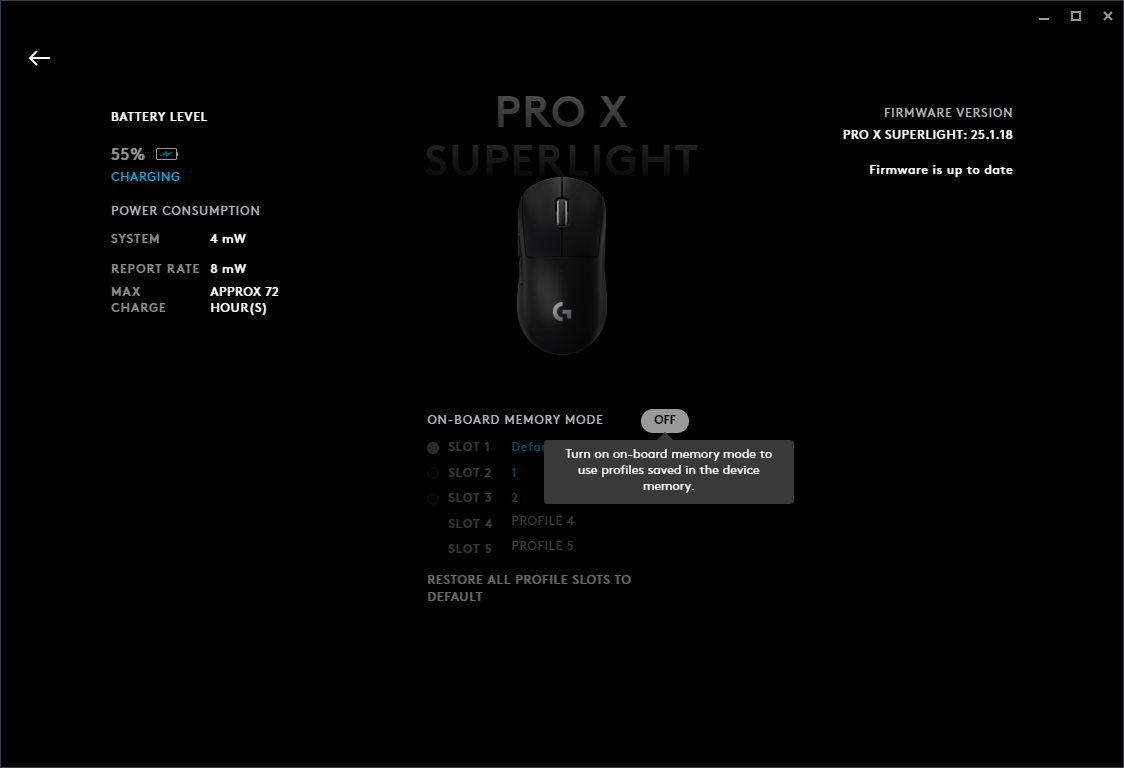 PRO X
SUPERLIGHT
BATTERY LEVEL
55%
CHARGING
POWER CONSUMPTION
SYSTEM 4 mW
REPORT RATE 8 mW
MAX CHARGE APPROX 72 HOUR(S)
FIRMWARE VERSION
PRO X SUPERLIGHT: 25.1.18
Firmware is up to date
ON-BOARD MEMORY MODE OFF
Turn on on-board memory mode to
use profiles saved in the device
memory.
SLOT 1
SLOT 2 1
SLOT 3 2
SLOT 4 PROFILE 4
SLOT 5 PROFILE 5
RESTORE ALL PROFILE SLOTS TO
DEFAULT